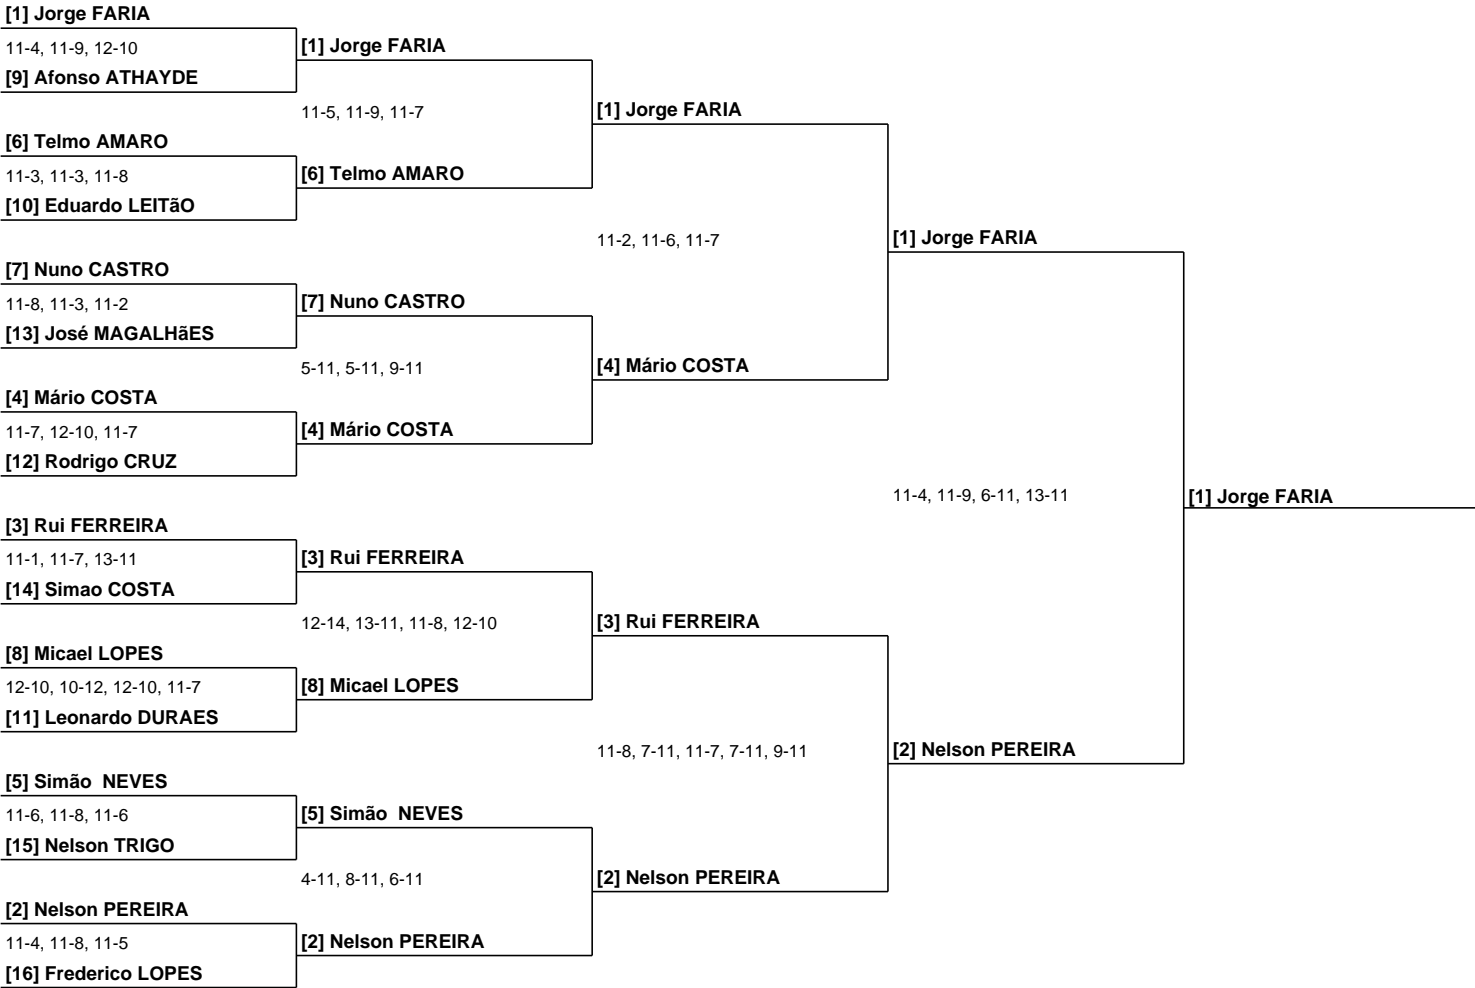 [1] Jorge FARIA
11-4, 11-9, 12-10
[9] Afonso ATHAYDE
[6] Telmo AMARO
11-3, 11-3, 11-8
[10] Eduardo LEITãO
[7] Nuno CASTRO
11-8, 11-3, 11-2
[13] José MAGALHãES
[4] Mário COSTA
11-7, 12-10, 11-7
[12] Rodrigo CRUZ
[3] Rui FERREIRA
11-1, 11-7, 13-11
[14] Simao COSTA
[8] Micael LOPES
12-10, 10-12, 12-10, 11-7
[11] Leonardo DURAES
[5] Simão  NEVES
11-6, 11-8, 11-6
[15] Nelson TRIGO
[2] Nelson PEREIRA
11-4, 11-8, 11-5
[16] Frederico LOPES
[1] Jorge FARIA
11-5, 11-9, 11-7
[6] Telmo AMARO
[7] Nuno CASTRO
5-11, 5-11, 9-11
[4] Mário COSTA
[3] Rui FERREIRA
12-14, 13-11, 11-8, 12-10
[8] Micael LOPES
[5] Simão  NEVES
4-11, 8-11, 6-11
[2] Nelson PEREIRA
[1] Jorge FARIA
11-2, 11-6, 11-7
[4] Mário COSTA
[3] Rui FERREIRA
11-8, 7-11, 11-7, 7-11, 9-11
[2] Nelson PEREIRA
[1] Jorge FARIA
11-4, 11-9, 6-11, 13-11
[2] Nelson PEREIRA
[1] Jorge FARIA